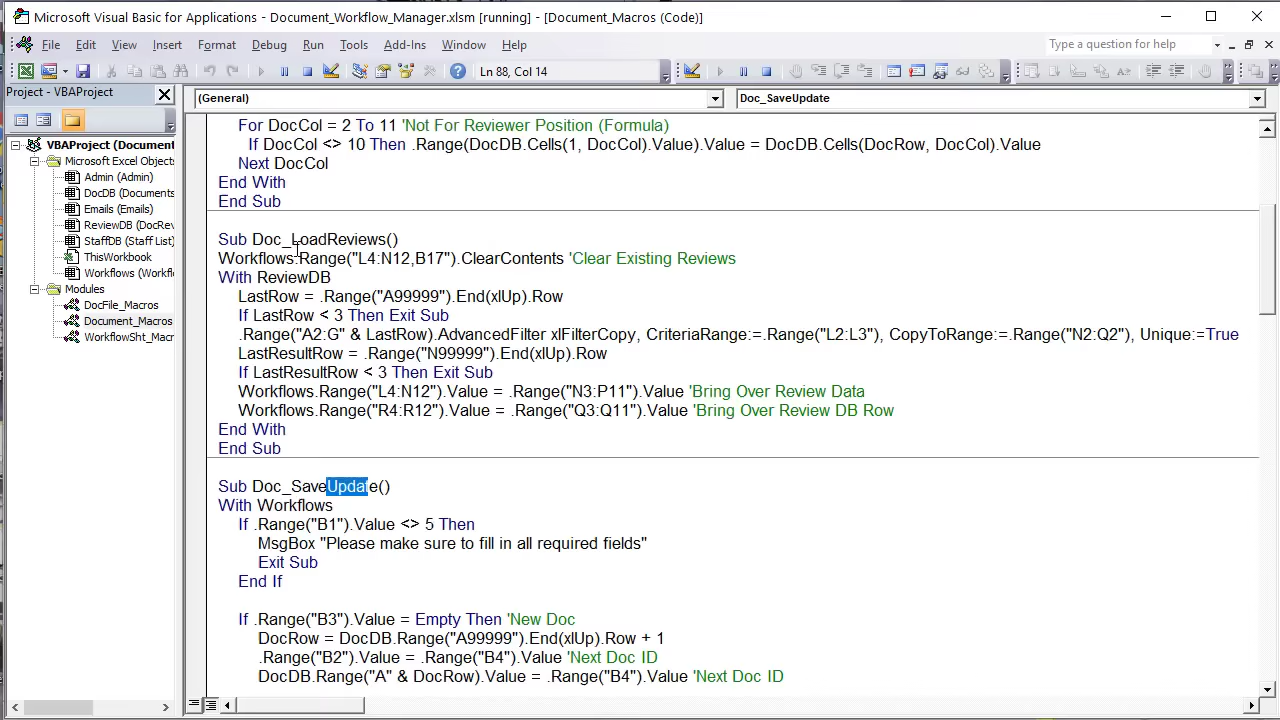 Microsoft Visual Basic for Applications - Document_Workflow_Manager.xlsm [running] - [Document_Macros (Code)]
File Edit View Insert Format Debug Run Tools Add-Ins Window Help
Type a question for help
Ln 88, Col 14
Project - VBAProject
(General)
Doc_SaveUpdate
VBAProject (Document
Microsoft Excel Objects
Admin (Admin)
DocDB (Documents
Emails (Emails)
ReviewDB (DocRev
StaffDB (Staff List)
ThisWorkbook
Workflows (Workfl
Modules
DocFile_Macros
Document_Macros
WorkflowSht_Macr
For DocCol = 2 To 11 'Not For Reviewer Position (Formula)
If DocCol <> 10 Then .Range(DocDB.Cells(1, DocCol).Value).Value = DocDB.Cells(DocRow, DocCol).Value
Next DocCol
End With
End Sub
Sub Doc_LoadReviews()
Workflows.Range("L4:N12,B17").ClearContents 'Clear Existing Reviews
With ReviewDB
LastRow = .Range("A99999").End(xlUp).Row
If LastRow < 3 Then Exit Sub
.Range("A2:G" & LastRow).AdvancedFilter xlFilterCopy, CriteriaRange:=.Range("L2:L3"), CopyToRange:=.Range("N2:Q2"), Unique:=True
LastResultRow = .Range("N99999").End(xlUp).Row
If LastResultRow < 3 Then Exit Sub
Workflows.Range("L4:N12").Value = .Range("N3:P11").Value 'Bring Over Review Data
Workflows.Range("R4:R12").Value = .Range("Q3:Q11").Value 'Bring Over Review DB Row
End With
End Sub
Sub Doc_SaveUpdate()
With Workflows
If .Range("B1").Value <> 5 Then
MsgBox "Please make sure to fill in all required fields"
Exit Sub
End If
If .Range("B3").Value = Empty Then 'New Doc
DocRow = DocDB.Range("A99999").End(xlUp).Row + 1
.Range("B2").Value = .Range("B4").Value 'Next Doc ID
DocDB.Range("A" & DocRow).Value = .Range("B4").Value 'Next Doc ID